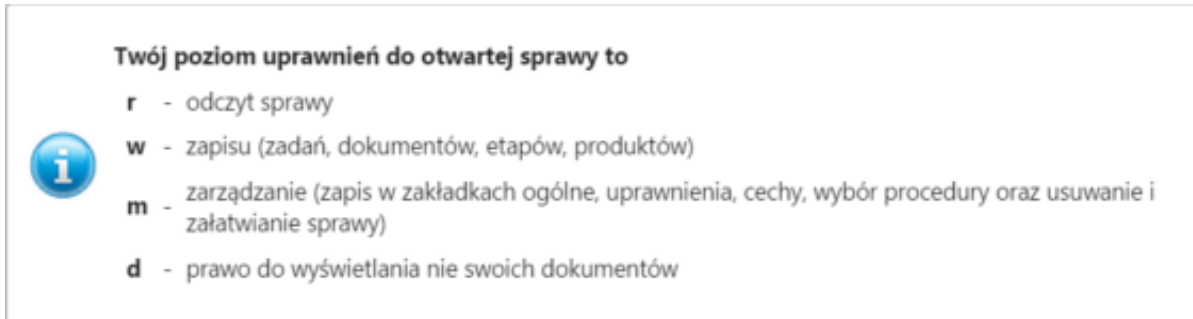 Twój poziom uprawnień do otwartej sprawy to
r - odczyt sprawy
w - zapisu (zadań, dokumentów, etapów, produktów)
m - zarządzanie (zapis w zakładkach ogólne, uprawnienia, cechy, wybór procedury oraz usuwanie i
załatwianie sprawy)
d - prawo do wyświetlania nie swoich dokumentów